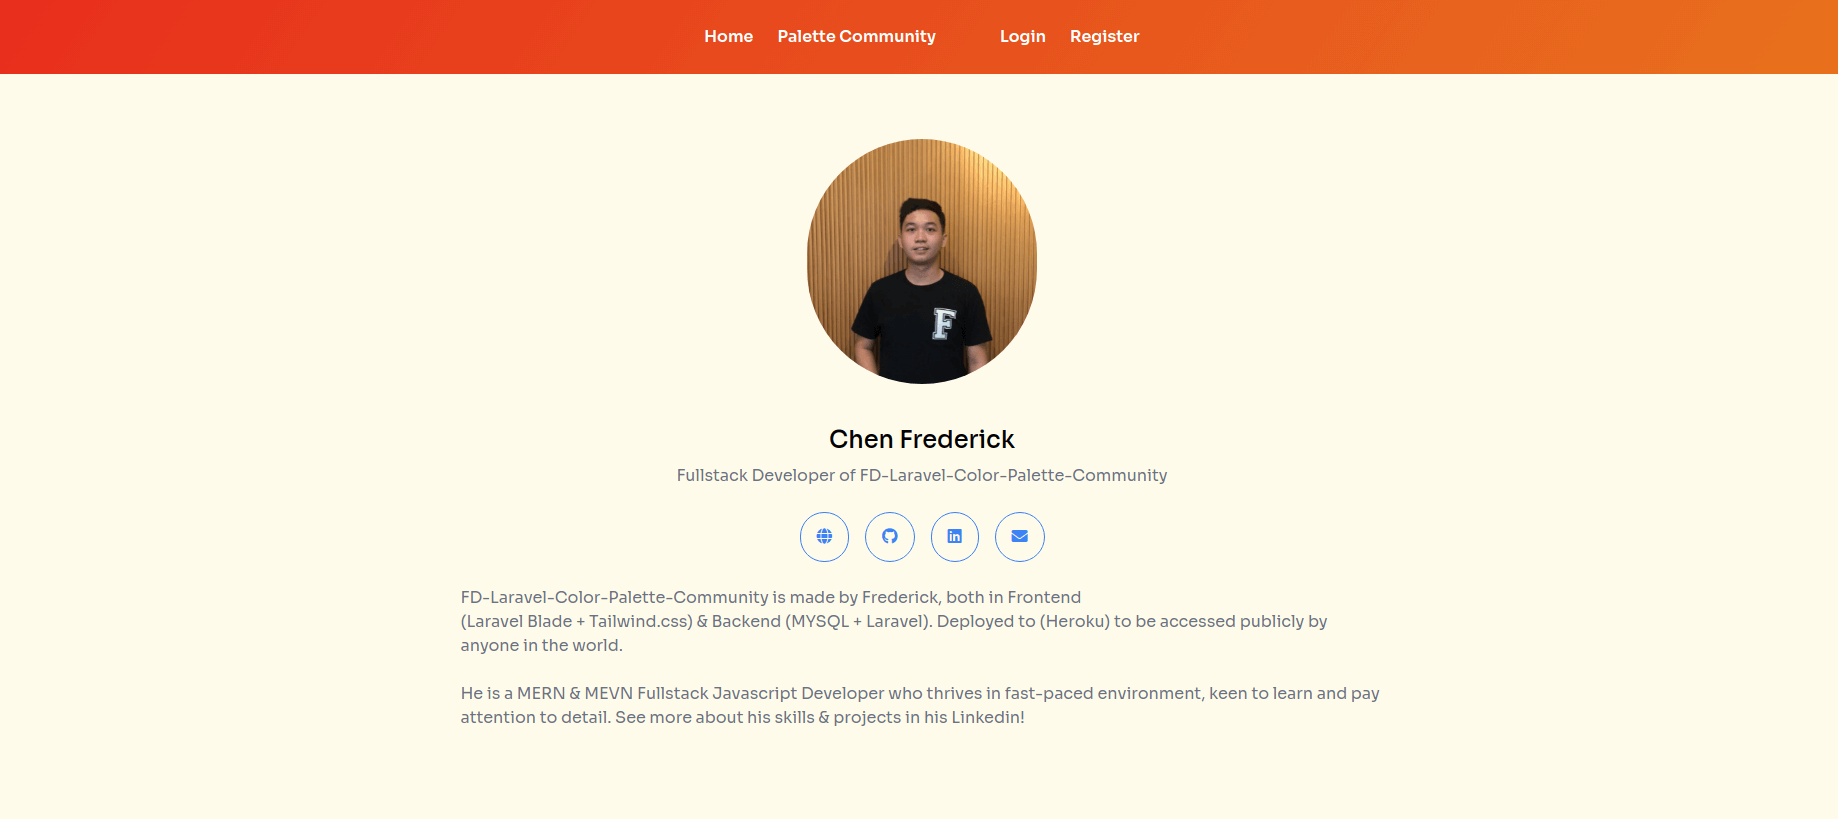 Home Palette Community Login Register
F
Chen Frederick
Fullstack Developer of FD-Laravel-Color-Palette-Community
in
FD-Laravel-Color-Palette-Community is made by Frederick, both in Frontend
(Laravel Blade + Tailwind.css) & Backend (MYSQL + Laravel). Deployed to (Heroku) to be accessed publicly by
anyone in the world.
He is a MERN & MEVN Fullstack Javascript Developer who thrives in fast-paced environment, keen to learn and pay
attention to detail. See more about his skills & projects in his Linkedin!